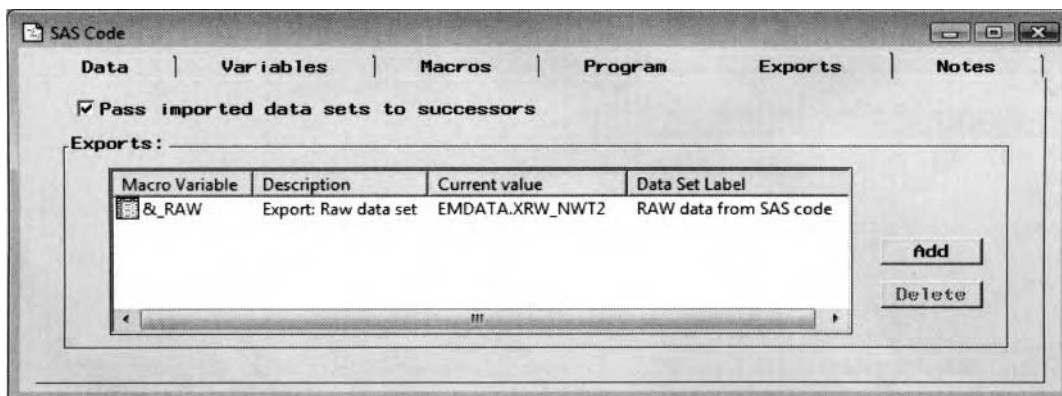 SAS Code
Data Variables Macros Program Exports Notes
Pass imported data sets to successors
Exports:
Macro Variable Description Current value Data Set Label
&_RAW Export: Raw data set EMDATA.XRW_NWT2 RAW data from SAS code
Add
Delete